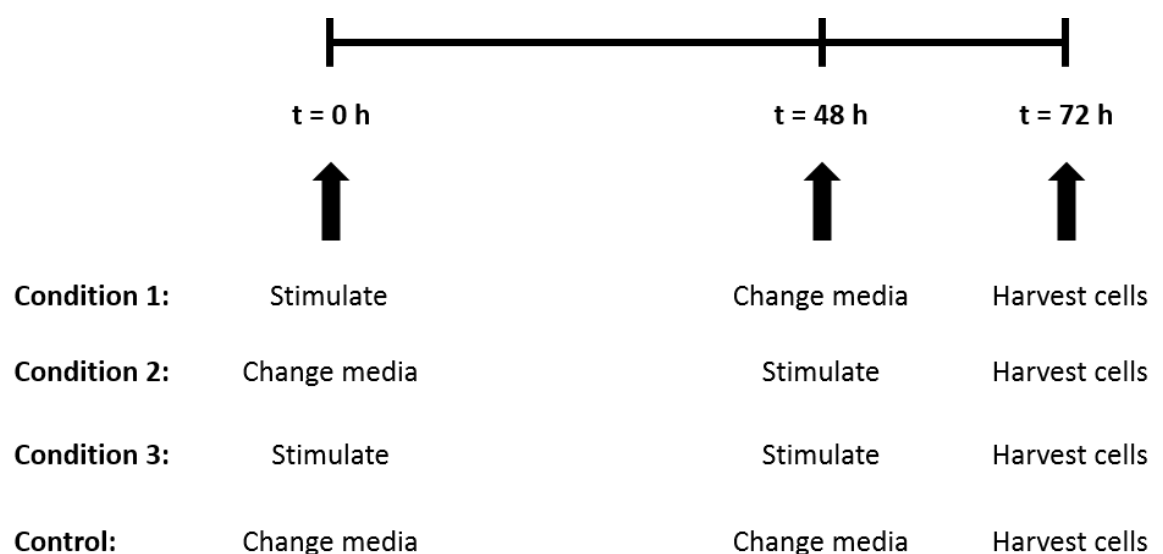 t = 0 h t = 48 h t = 72 h
Condition 1: Stimulate Change media Harvest cells
Condition 2: Change media Stimulate Harvest cells
Condition 3: Stimulate Stimulate Harvest cells
Control: Change media Change media Harvest cells